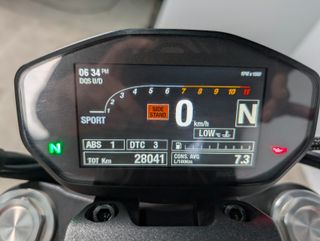 06 34 PM
DQS U/D
RPM x 1000
1 2 3 4 5 6 7 8 9 10 11
SPORT
SIDE STAND
0
km/h
N
LOW °C
N
ABS 1
DTC 3
TOT Km 28041
CONS. AVG
L/100Km 7.3